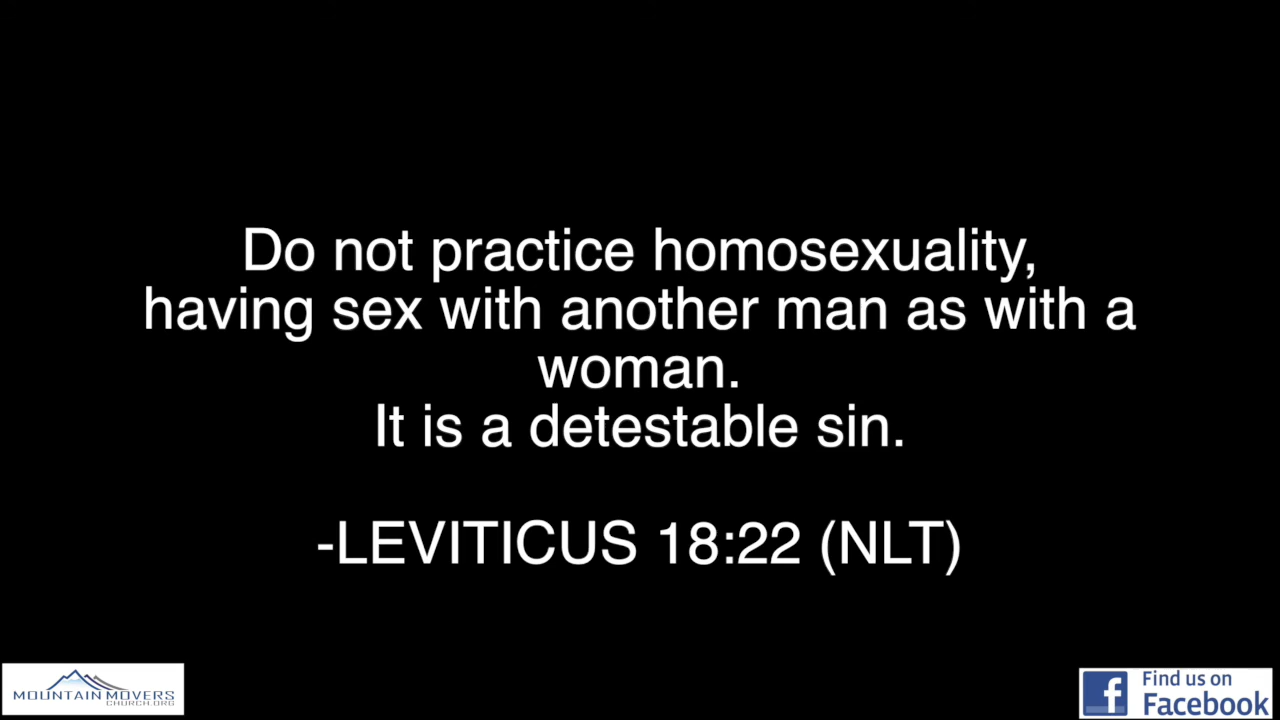 Do not practice homosexuality,
having sex with another man as with a
woman.
It is a detestable sin.
-LEVITICUS 18:22 (NLT)
MOUNTAIN MOVERS
CHURCH.ORG
Find us on
Facebook